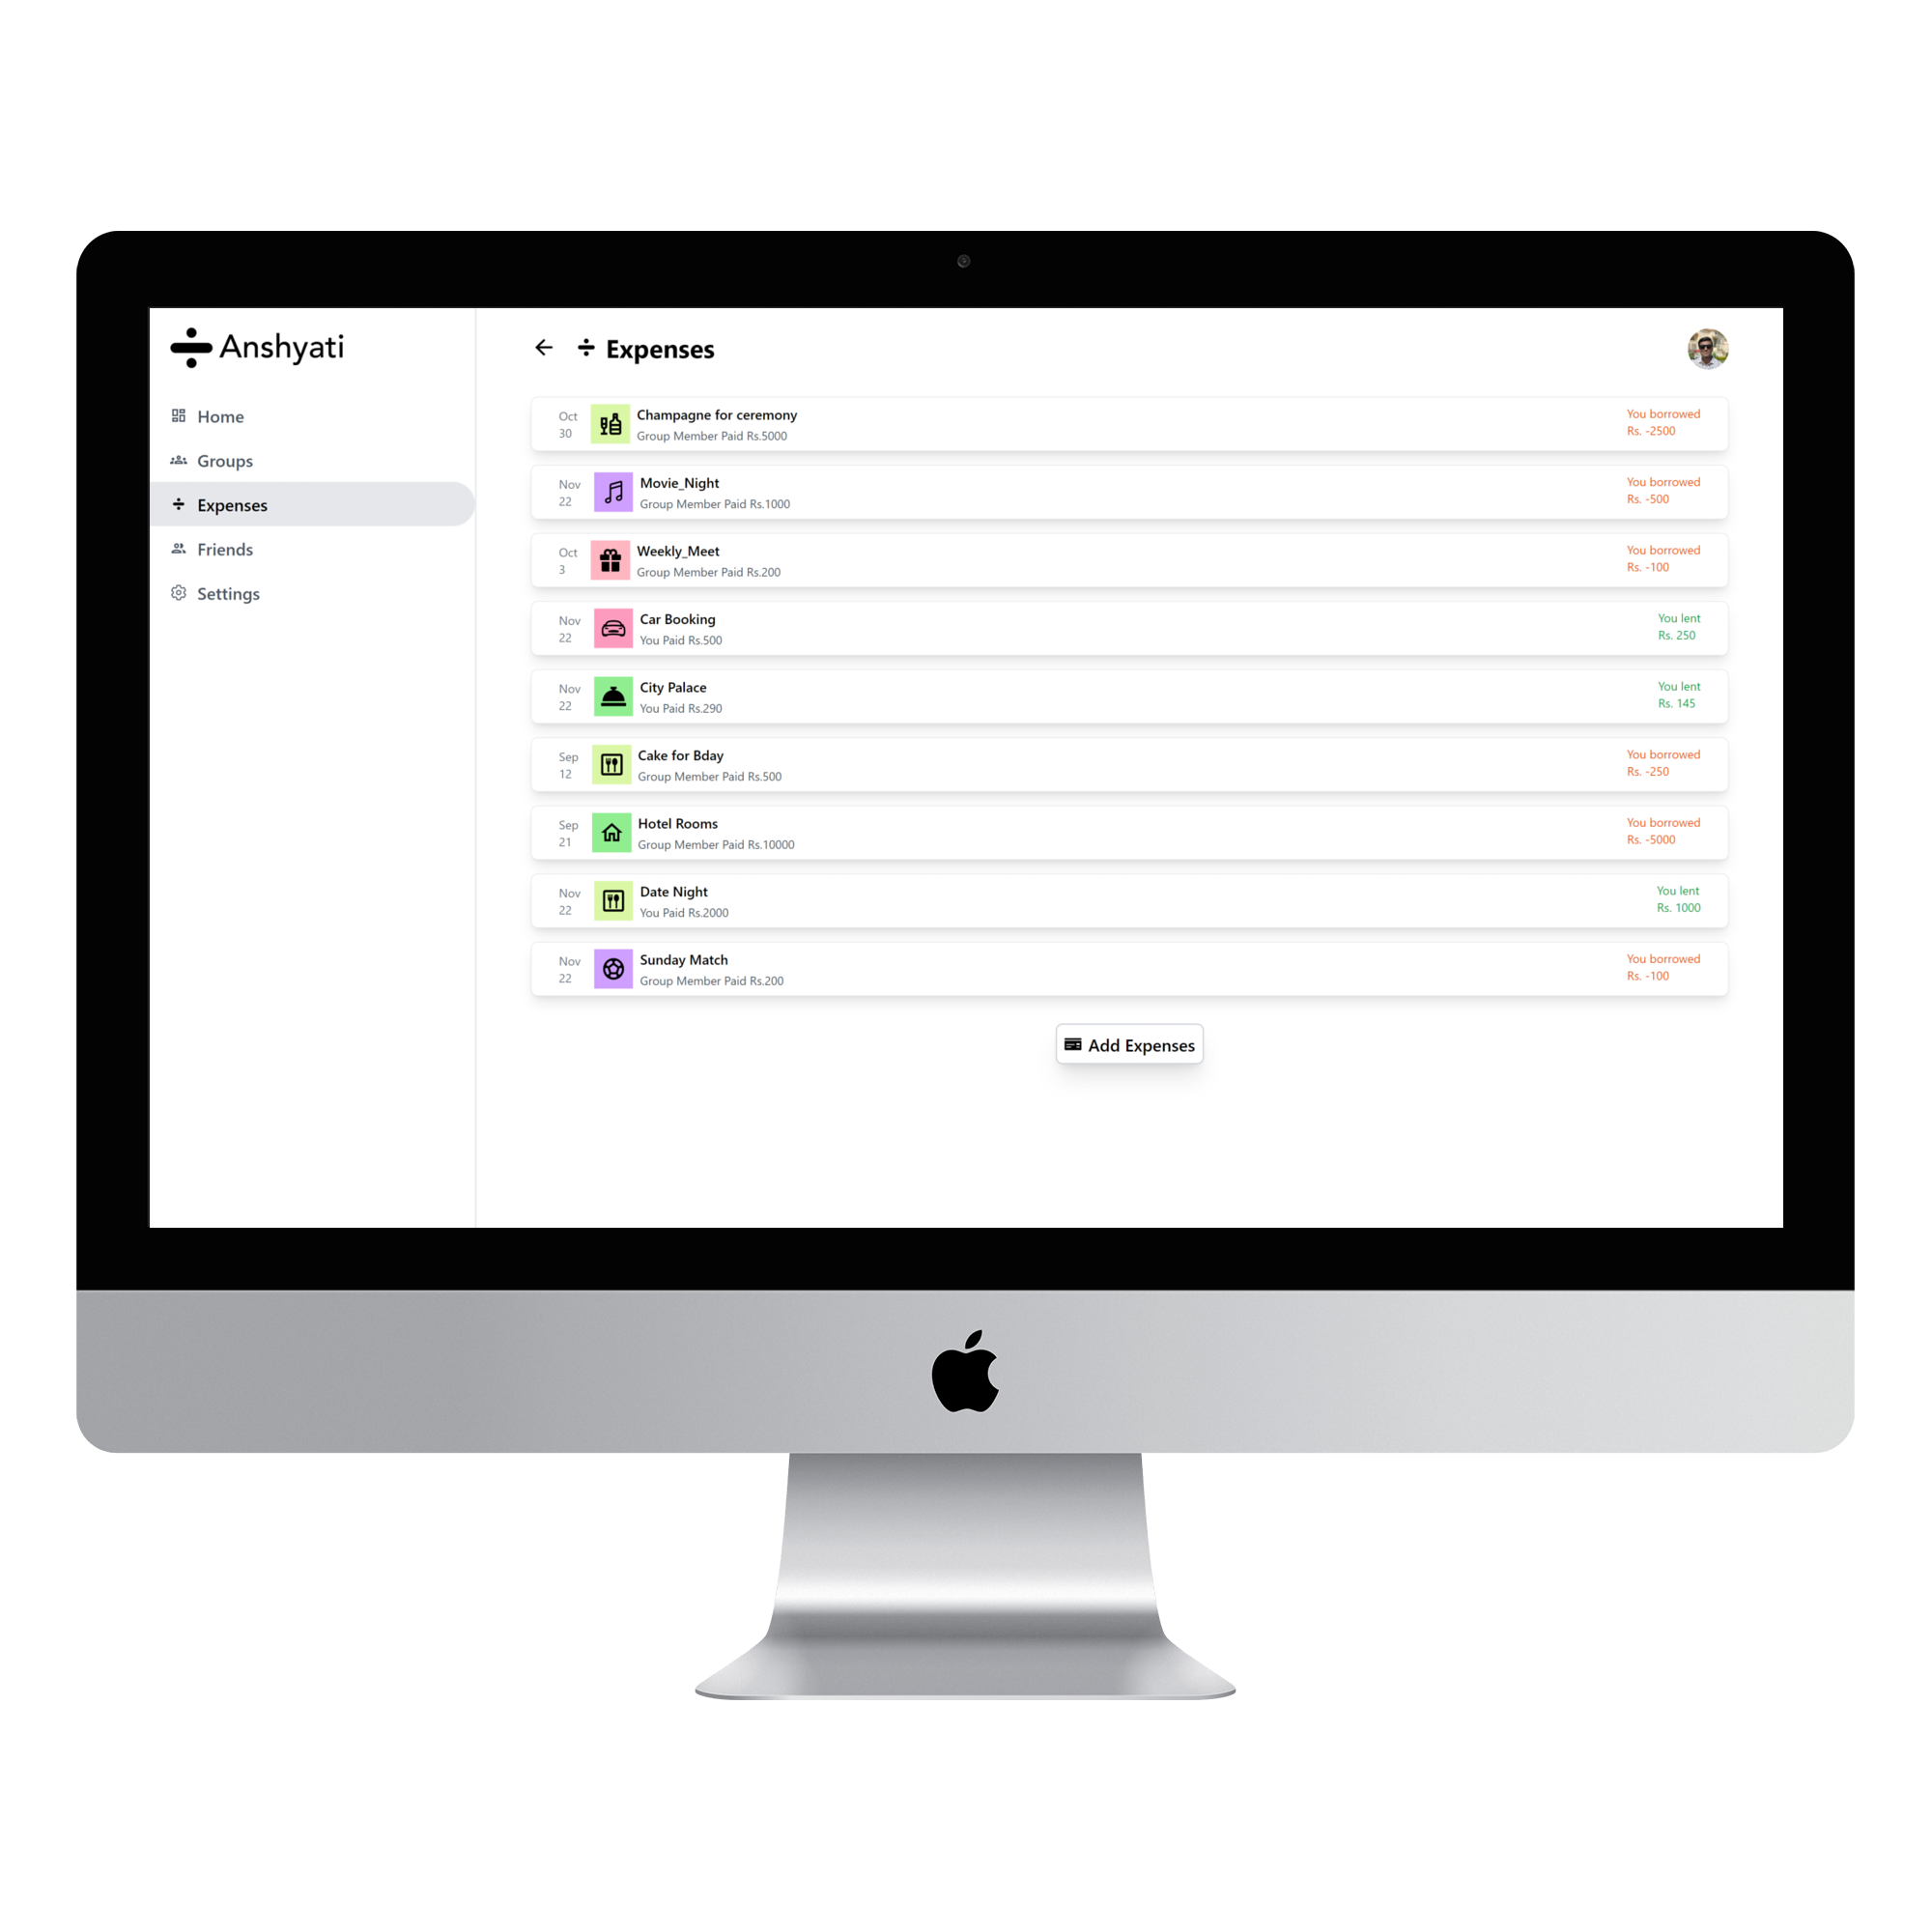 Anshyati
Home
Groups
Expenses
Friends
Settings
Expenses
Oct
30
Champagne for ceremony
Group Member Paid Rs.5000
You borrowed
Rs. -2500
Nov
22
Movie_Night
Group Member Paid Rs.1000
You borrowed
Rs. -500
Oct
3
Weekly_Meet
Group Member Paid Rs.200
You borrowed
Rs. -100
Nov
22
Car Booking
You Paid Rs.500
You lent
Rs. 250
Nov
22
City Palace
You Paid Rs.290
You lent
Rs. 145
Sep
12
Cake for Bday
Group Member Paid Rs.500
You borrowed
Rs. -250
Sep
21
Hotel Rooms
Group Member Paid Rs.10000
You borrowed
Rs. -5000
Nov
22
Date Night
You Paid Rs.2000
You lent
Rs. 1000
Nov
22
Sunday Match
Group Member Paid Rs.200
You borrowed
Rs. -100
Add Expenses